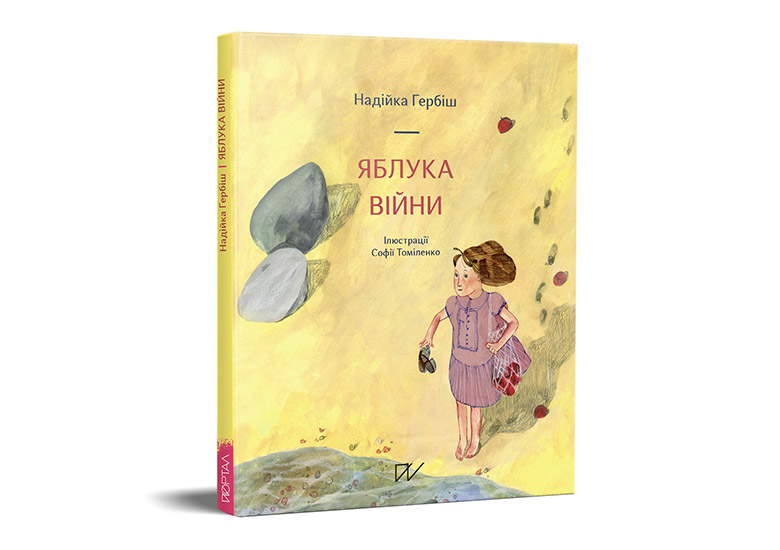 Надійка Гербіш
ЯБЛУКА
ВІЙНИ
Ілюстрації
Софії Томіленко
Надійка Гербіш | ЯБЛУКА ВІЙНИ
ПОРТАЛ